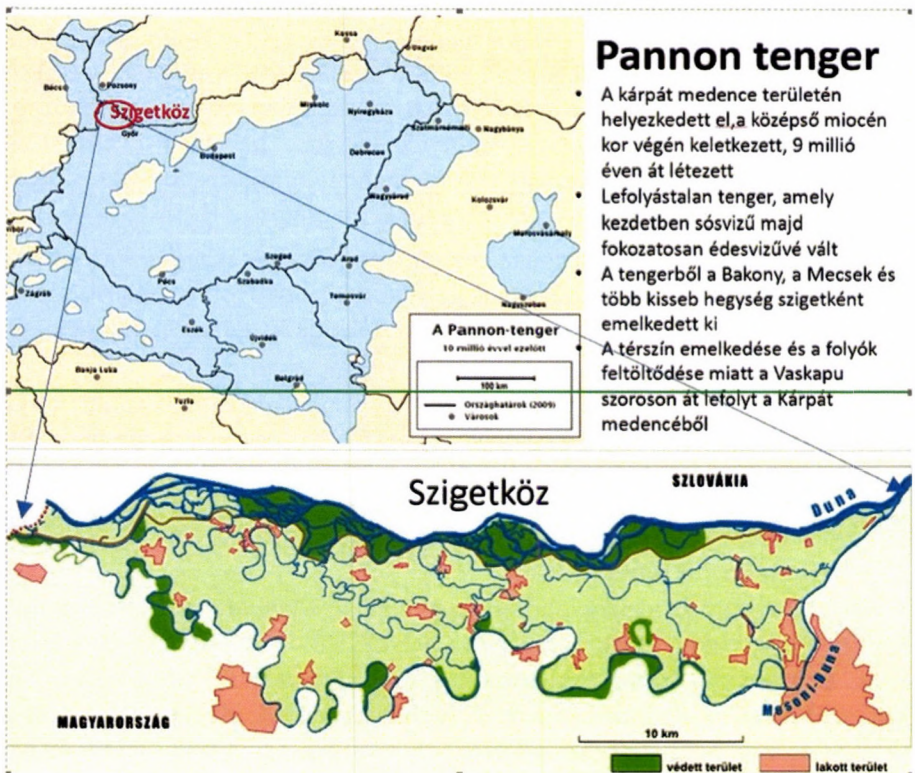 Pannon tenger
A kárpát medence területén
helyezkedett el,a középső miocén
kor végén keletkezett, 9 millió
éven át létezett
Lefolyástalan tenger, amely
kezdetben sósvizű majd
fokozatosan édesvizűvé vált
A tengerből a Bakony, a Mecsek és
több kisseb hegység szigetként
emelkedett ki
A térszín emelkedése és a folyók
feltöltődése miatt a Vaskapu
szoroson át lefolyt a Kárpát
medencéből
Kassa
Ungvár
Bécs
Pozsony
Szigetköz
Győr
Miskolc
Nyíregyháza
Szatmárnémeti
Nagybánya
Budapest
Debrecen
Nagyvárad
Kolozsvár
Marosvásárhely
Nagyszeben
Szeged
Arad
Pécs
Szabadka
Temesvár
Zágráb
Eszék
Újvidék
Banja Luka
Belgrád
Tuzla
A Pannon-tenger
10 millió évvel ezelőtt
100 km
Országhatárok (2009)
Városok
Szigetköz
SZLOVÁKIA
Duna
Mosoni-Duna
MAGYARORSZÁG
10 km
védett terület
lakott terület